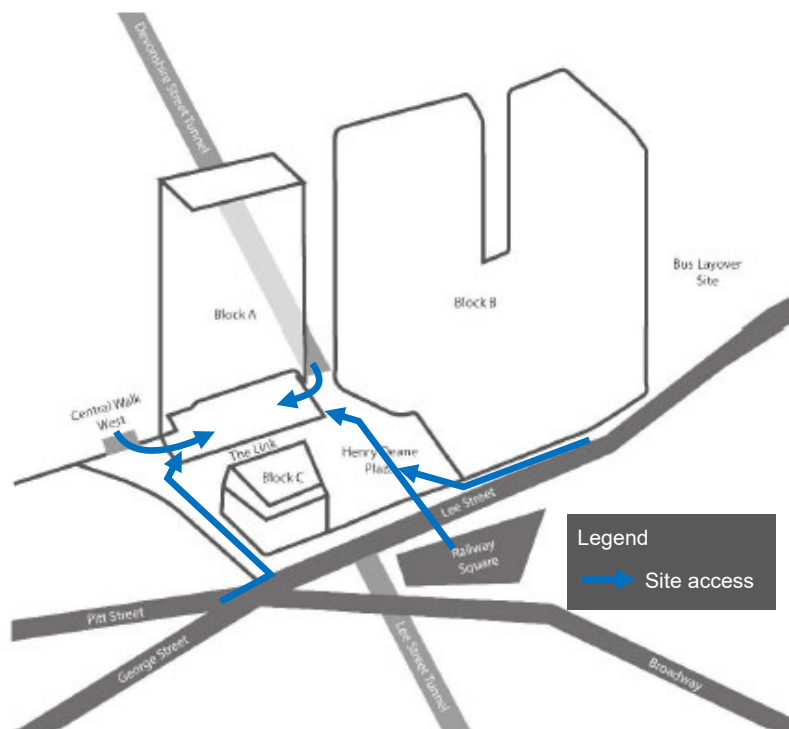 Devonshire Street Tunnel
Bus Layover
Site
Block B
Block A
Central Walk
West
The Link
Henry Deane
Plaza
Block C
Lee Street
Legend
Railway
Square
Site access
Pitt Street
George Street
Lee Street Tunnel
Broadway